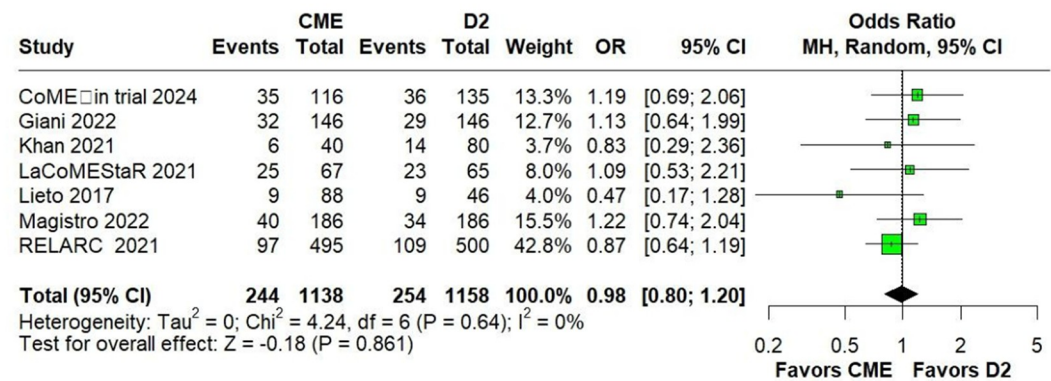 CME D2 Odds Ratio
Study Events Total Events Total Weight OR 95% CI MH, Random, 95% CI
CoME□in trial 2024 35 116 36 135 13.3% 1.19 [0.69; 2.06]
Giani 2022 32 146 29 146 12.7% 1.13 [0.64; 1.99]
Khan 2021 6 40 14 80 3.7% 0.83 [0.29; 2.36]
LaCoMEStaR 2021 25 67 23 65 8.0% 1.09 [0.53; 2.21]
Lieto 2017 9 88 9 46 4.0% 0.47 [0.17; 1.28]
Magistro 2022 40 186 34 186 15.5% 1.22 [0.74; 2.04]
RELARC 2021 97 495 109 500 42.8% 0.87 [0.64; 1.19]
Total (95% CI) 244 1138 254 1158 100.0% 0.98 [0.80; 1.20]
Heterogeneity: Tau² = 0; Chi² = 4.24, df = 6 (P = 0.64); I² = 0%
Test for overall effect: Z = -0.18 (P = 0.861)
0.2 0.5 1 2 5
Favors CME Favors D2